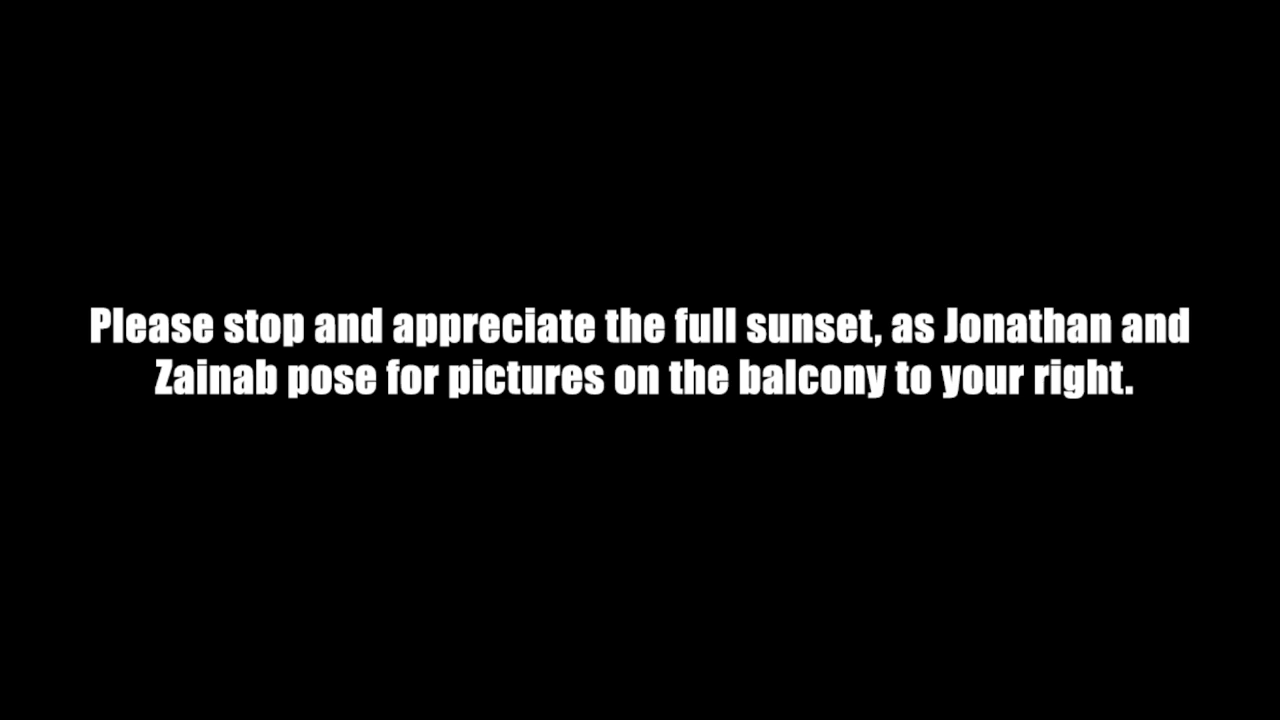 Please stop and appreciate the full sunset, as Jonathan and
Zainab pose for pictures on the balcony to your right.